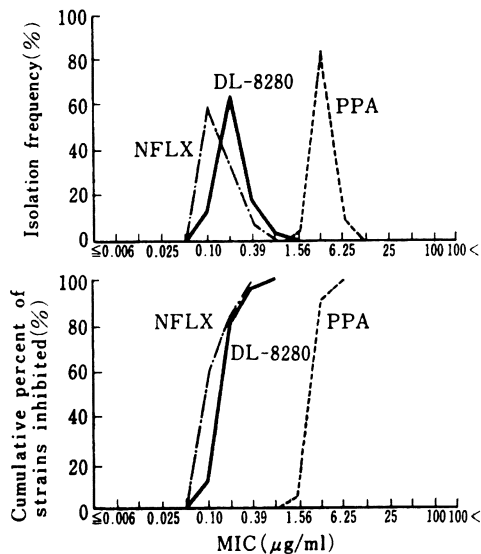 Isolation frequency(%)
100
80
60
40
20
0
DL-8280
NFLX
PPA
≦0.006 0.025 0.10 0.39 1.56 6.25 25 100 100<
Cumulative percent of
strains inhibited(%)
100
80
60
40
20
0
NFLX
DL-8280
PPA
≦0.006 0.025 0.10 0.39 1.56 6.25 25 100 100<
MIC(μg/ml)